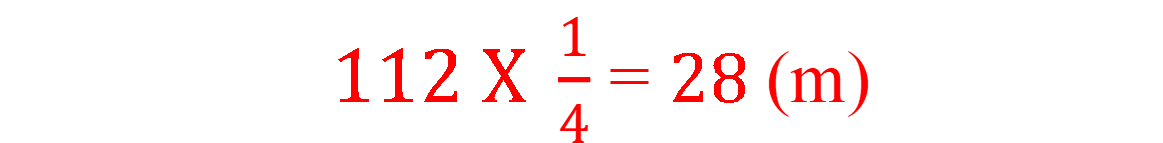 112 X 1/4 = 28 (m)